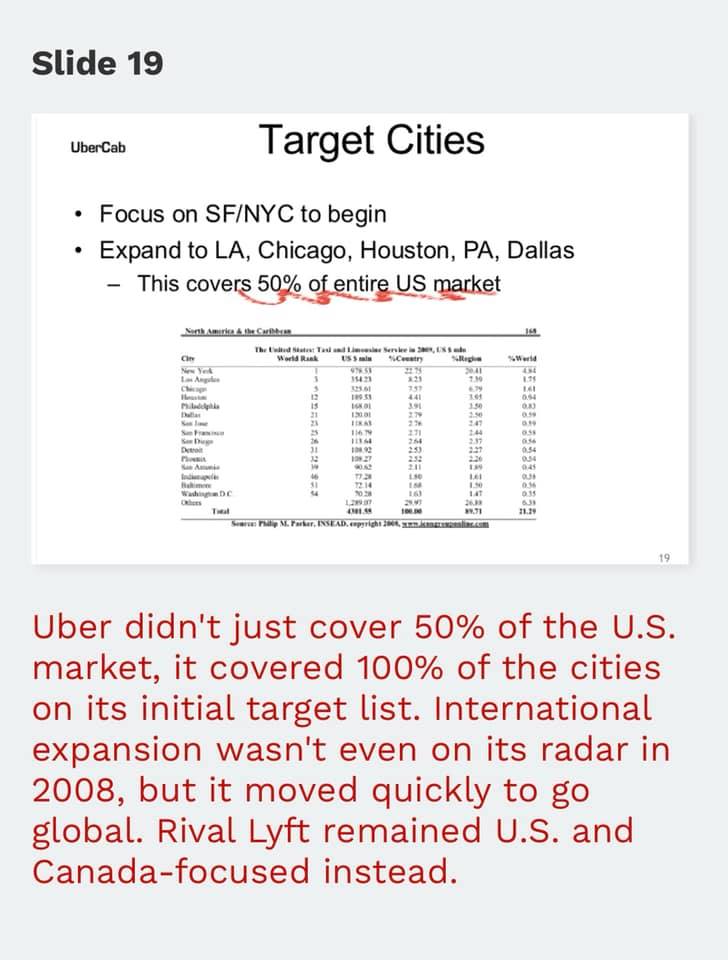 Slide 19
UberCab
Target Cities
• Focus on SF/NYC to begin
• Expand to LA, Chicago, Houston, PA, Dallas
– This covers 50% of entire US market
North America & the Caribbean 168
The United States: Taxi and Limousine Service in 2009, US $ mln
City World Rank US $ mln %Country %Region %World
New York 1 978.53 22.75 20.41 4.84
Los Angeles 3 354.23 8.23 7.39 1.75
Chicago 5 325.61 7.57 6.79 1.61
Houston 12 189.53 4.41 3.95 0.94
Philadelphia 15 168.01 3.91 3.50 0.83
Dallas 21 120.01 2.79 2.50 0.59
San Jose 23 118.63 2.76 2.47 0.59
San Francisco 25 116.79 2.71 2.44 0.58
San Diego 26 113.64 2.64 2.37 0.56
Detroit 31 108.92 2.53 2.27 0.54
Phoenix 32 108.27 2.52 2.26 0.54
San Antonio 39 90.62 2.11 1.89 0.45
Indianapolis 46 77.28 1.80 1.61 0.38
Baltimore 51 72.14 1.68 1.50 0.36
Washington D.C. 54 70.28 1.63 1.47 0.35
Others 1,289.07 29.97 26.88 6.38
Total 4301.55 100.00 89.71 21.29
Source: Philip M. Parker, INSEAD, copyright 2008, www.icongrouponline.com
19
Uber didn't just cover 50% of the U.S.
market, it covered 100% of the cities
on its initial target list. International
expansion wasn't even on its radar in
2008, but it moved quickly to go
global. Rival Lyft remained U.S. and
Canada-focused instead.